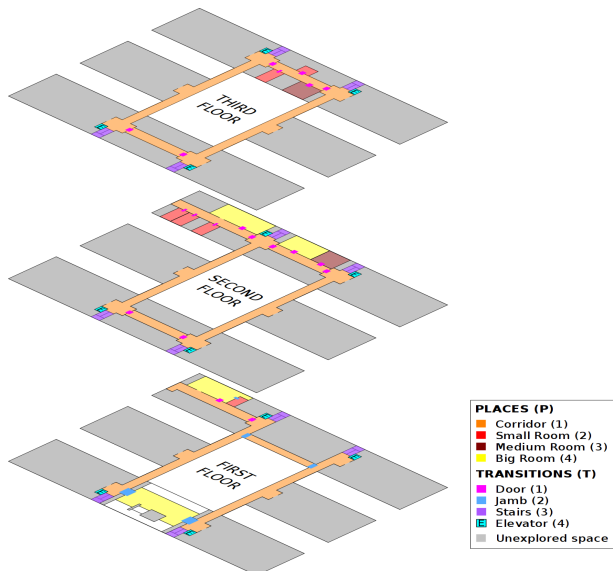 THIRD
FLOOR
E
E
E
E
SECOND
FLOOR
E
E
E
E
FIRST
FLOOR
E
E
E
E
PLACES (P)
Corridor (1)
Small Room (2)
Medium Room (3)
Big Room (4)
TRANSITIONS (T)
Door (1)
Jamb (2)
Stairs (3)
E Elevator (4)
Unexplored space